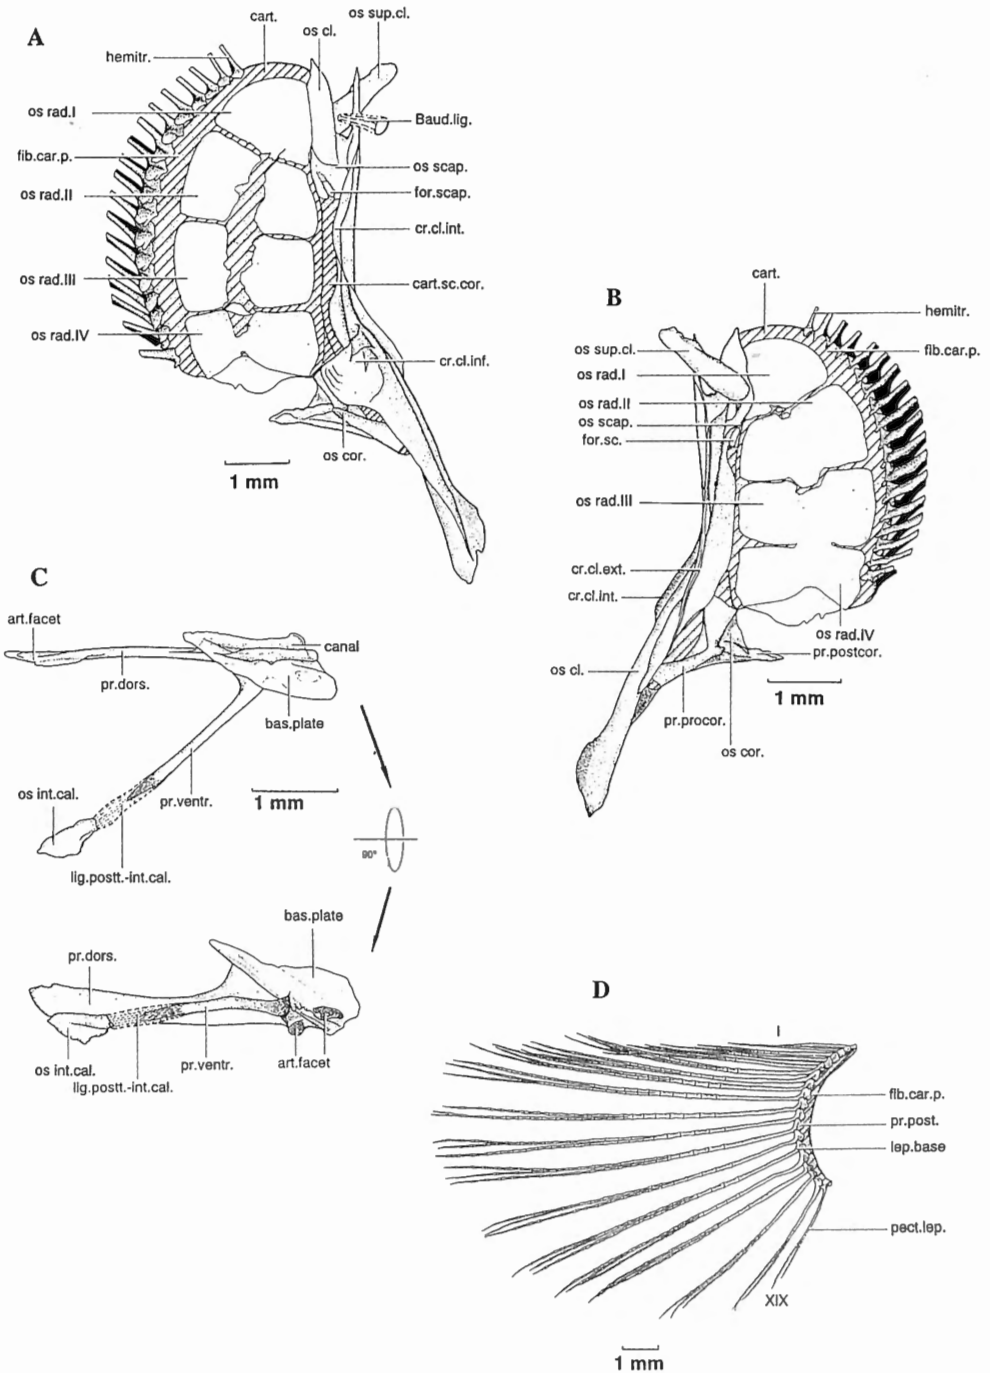 A
cart.
os cl.
os sup.cl.
hemitr.
os rad.I
fib.car.p.
os rad.II
os rad.III
os rad.IV
Baud.lig.
os scap.
for.scap.
cr.cl.int.
cart.sc.cor.
cr.cl.inf.
os cor.
1 mm
B
cart.
hemitr.
fib.car.p.
os sup.cl.
os rad.I
os rad.II
os scap.
for.sc.
os rad.III
cr.cl.ext.
cr.cl.int.
os cl.
os rad.IV
pr.postcor.
pr.procor.
os cor.
1 mm
C
art.facet
canal
pr.dors.
bas.plate
os int.cal.
pr.ventr.
1 mm
lig.postt.-int.cal.
90°
bas.plate
pr.dors.
os int.cal.
pr.ventr.
art.facet
lig.postt.-int.cal.
D
I
fib.car.p.
pr.post.
lep.base
pect.lep.
XIX
1 mm